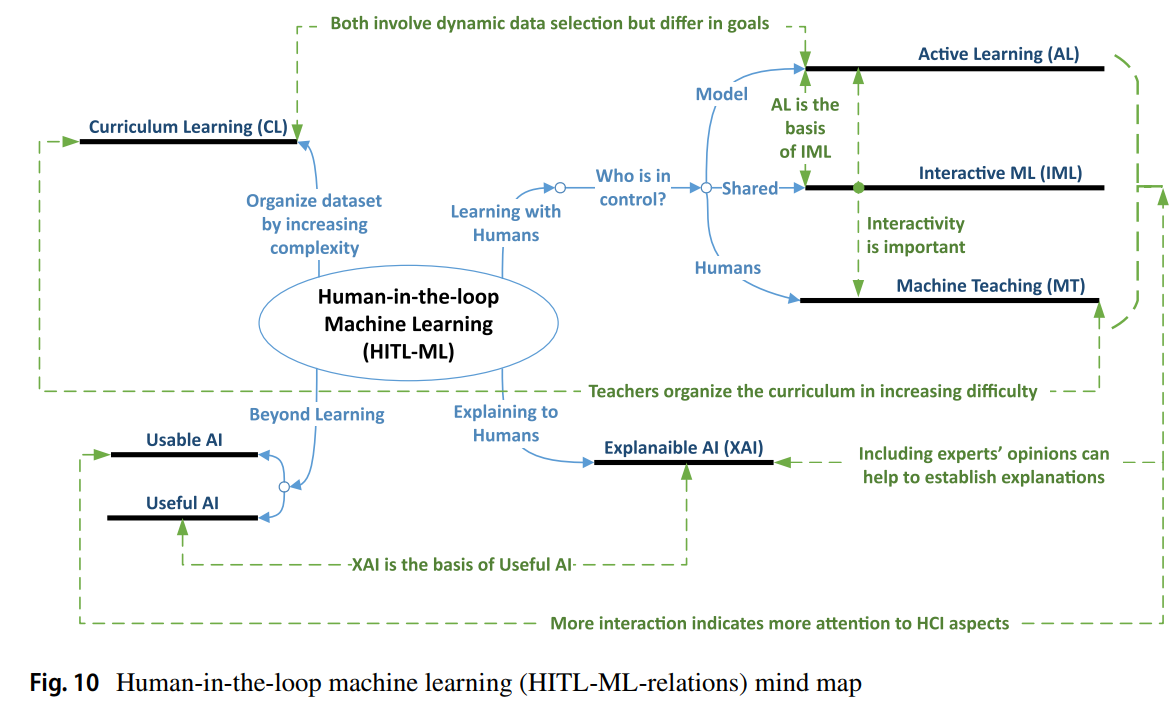 Both involve dynamic data selection but differ in goals
Active Learning (AL)
Model
AL is the
basis
of IML
Curriculum Learning (CL)
Who is in
control?
Shared
Interactive ML (IML)
Organize dataset
by increasing
complexity
Learning with
Humans
Interactivity
is important
Humans
Machine Teaching (MT)
Human-in-the-loop
Machine Learning
(HITL-ML)
Teachers organize the curriculum in increasing difficulty
Beyond Learning
Explaining to
Humans
Usable AI
Explanaible AI (XAI)
Including experts' opinions can
help to establish explanations
Useful AI
XAI is the basis of Useful AI
More interaction indicates more attention to HCI aspects
Fig. 10 Human-in-the-loop machine learning (HITL-ML-relations) mind map